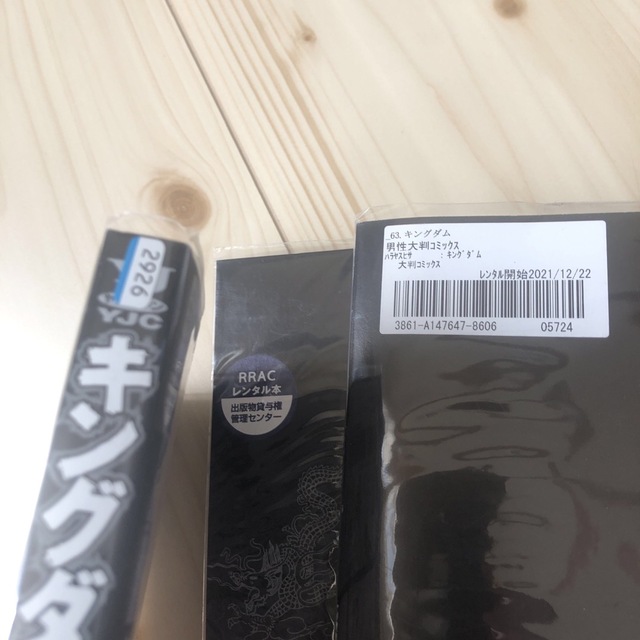 2926
YJC
キングダ
RRAC
レンタル本
出版物貸与権
管理センター
63. キングダム
男性大判コミックス
ﾊﾗﾔｽﾋｻ : ｷﾝｸﾞﾀﾞﾑ
大判ｺﾐｯｸｽ
レンタル開始2021/12/22
3861-A147647-8606 05724